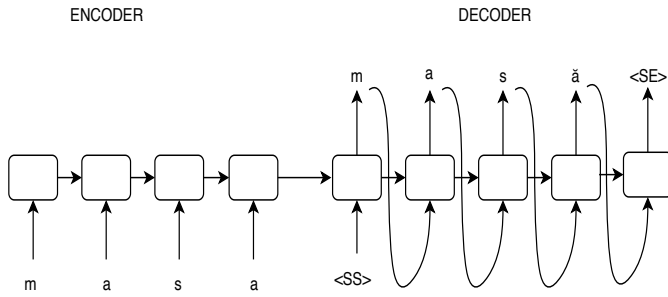 ENCODER DECODER
m a s ă <SE>
m a s a <SS>